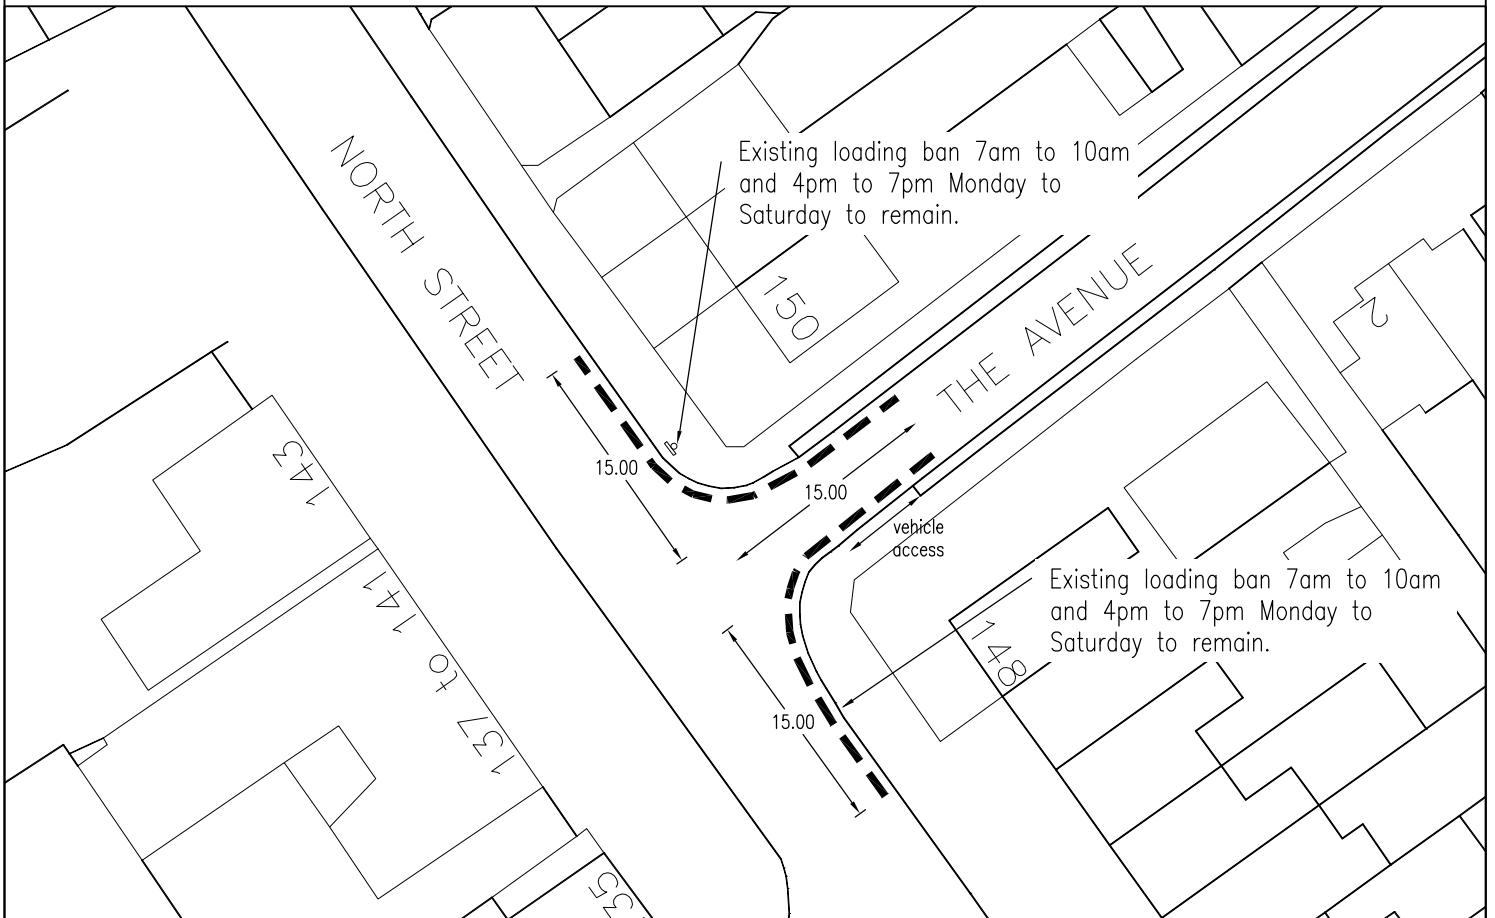 Existing loading ban 7am to 10am
and 4pm to 7pm Monday to
Saturday to remain.
NORTH STREET
150
THE AVENUE
2
143
15.00
15.00
vehicle
access
Existing loading ban 7am to 10am
and 4pm to 7pm Monday to
Saturday to remain.
148
137 to 141
15.00